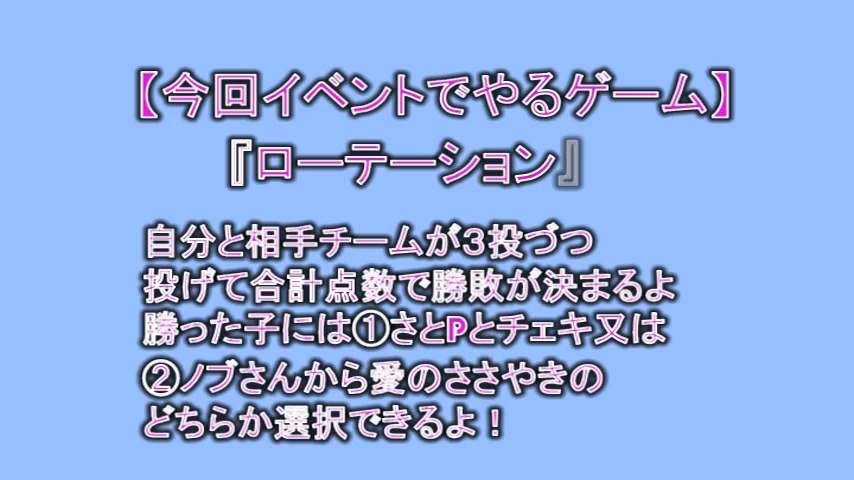 【今回イベントでやるゲーム】
『ローテーション』
自分と相手チームが３投づつ
投げて合計点数で勝敗が決まるよ
勝った子には①さとPとチェキ又は
②ノブさんから愛のささやきの
どちらか選択できるよ！